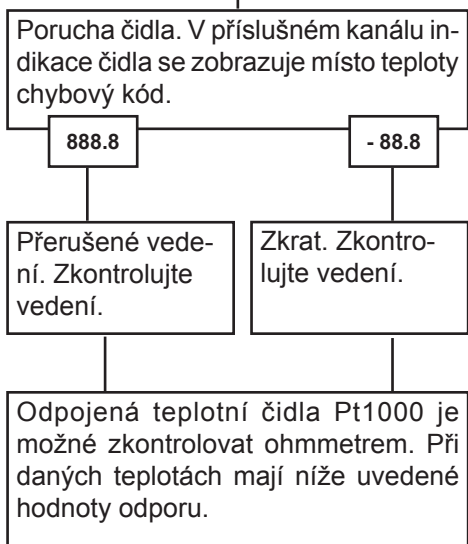 Porucha čidla. V příslušném kanálu in-
dikace čidla se zobrazuje místo teploty
chybový kód.
888.8
- 88.8
Přerušené vede-
ní. Zkontrolujte
vedení.
Zkrat. Zkontro-
lujte vedení.
Odpojená teplotní čidla Pt1000 je
možné zkontrolovat ohmmetrem. Při
daných teplotách mají níže uvedené
hodnoty odporu.